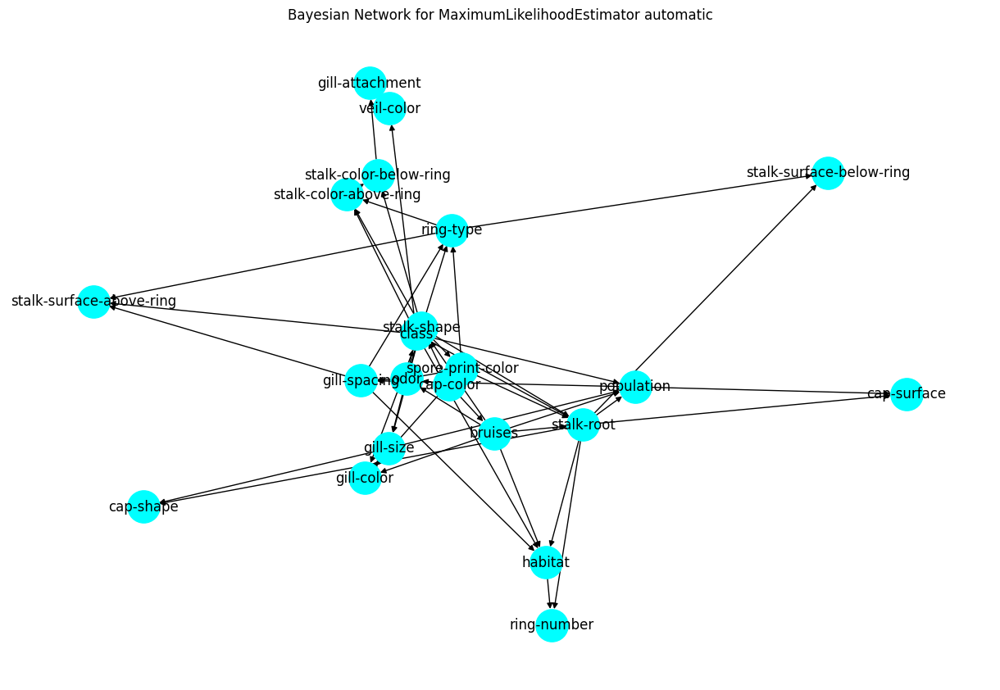 Bayesian Network for MaximumLikelihoodEstimator automatic
gill-attachment
veil-color
stalk-color-below-ring
stalk-surface-below-ring
stalk-color-above-ring
ring-type
stalk-surface-above-ring
stalk-shape
class
spore-print-color
gill-spacing
odor
cap-color
population
cap-surface
stalk-root
bruises
gill-size
gill-color
cap-shape
habitat
ring-number